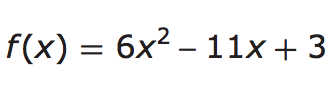 f(x) = 6x² – 11x + 3